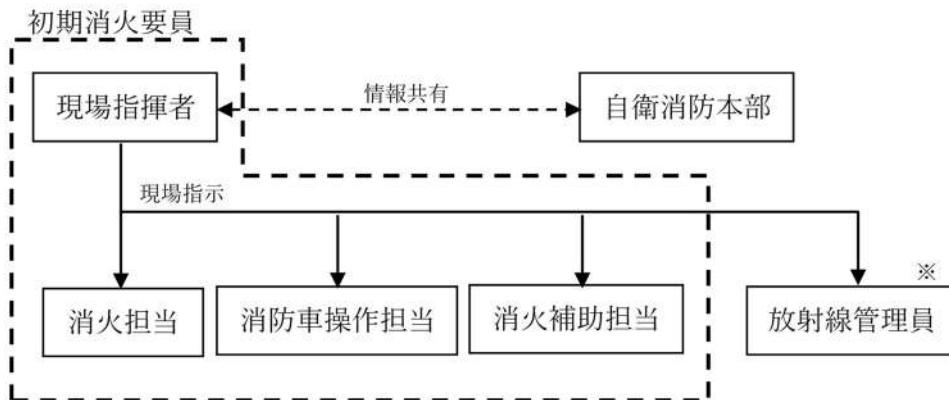 初期消火要員
現場指揮者
情報共有
自衛消防本部
現場指示
※
消火担当
消防車操作担当
消火補助担当
放射線管理員